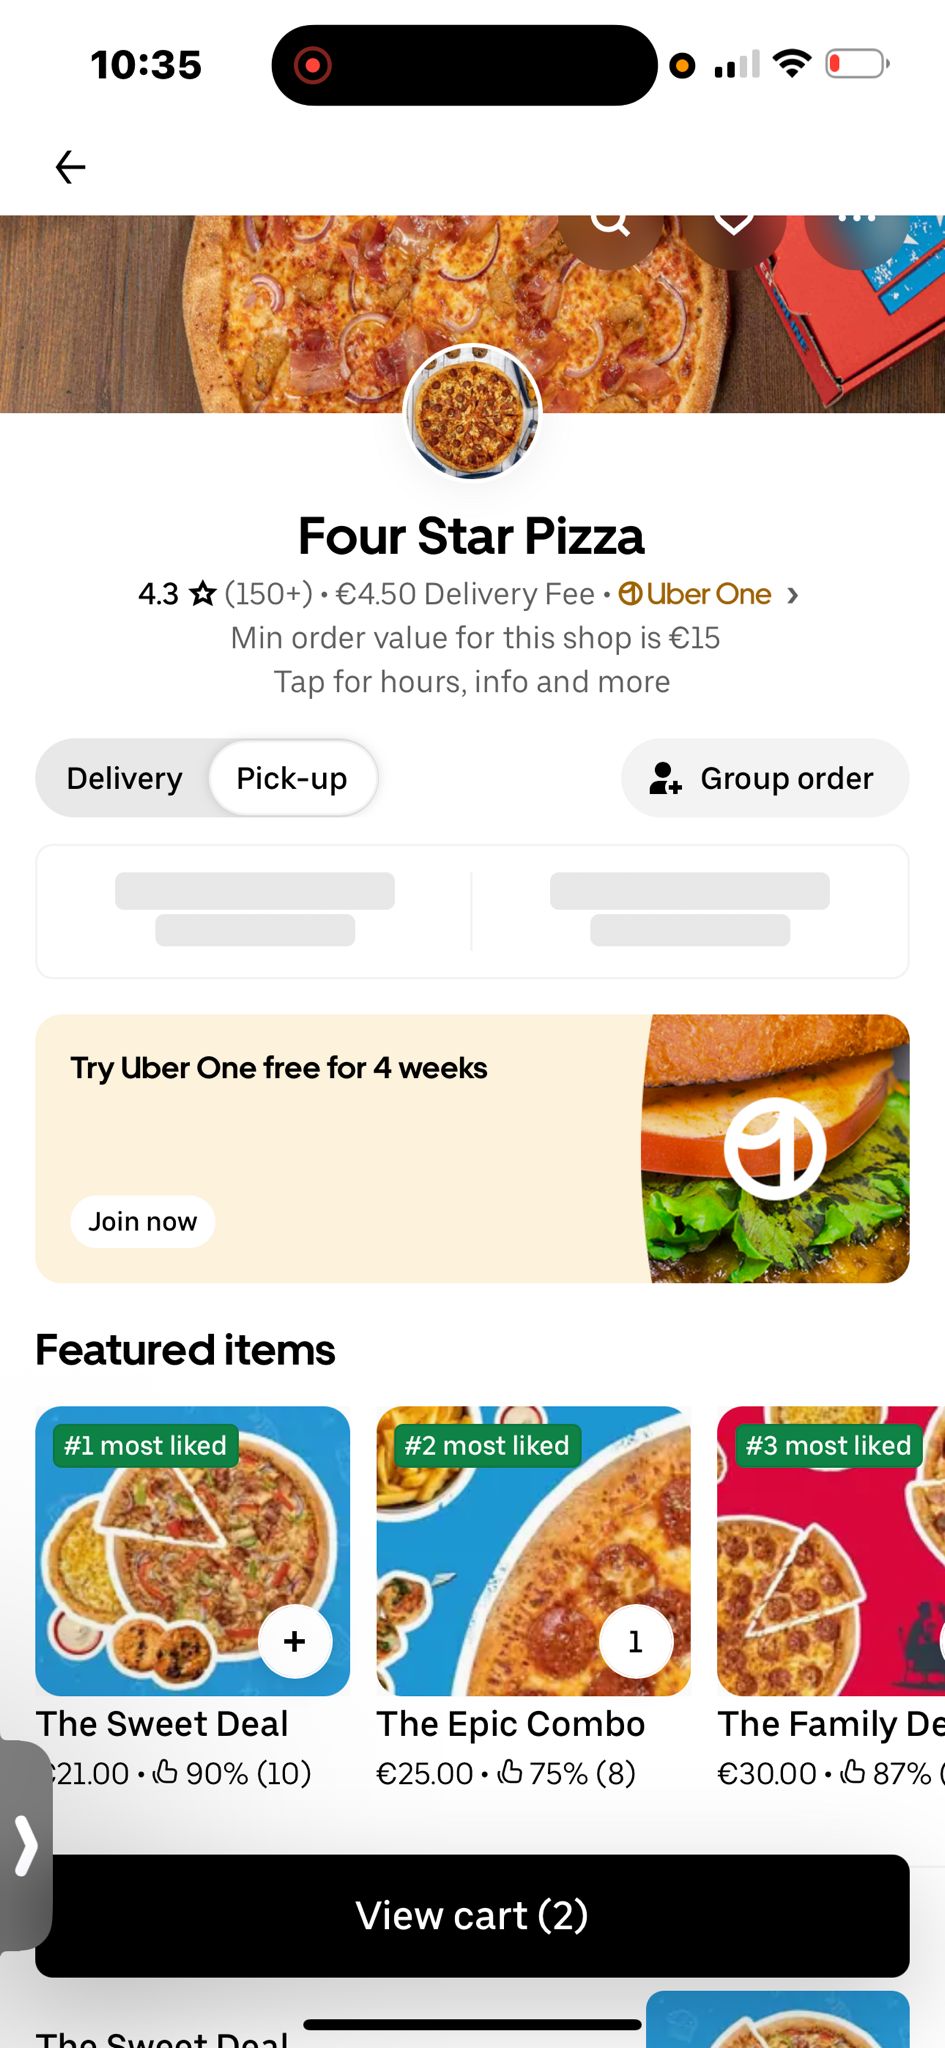 10:35
Four Star Pizza
4.3 ☆ (150+) • €4.50 Delivery Fee • Uber One ›
Min order value for this shop is €15
Tap for hours, info and more
Delivery
Pick-up
Group order
Try Uber One free for 4 weeks
Join now
Featured items
#1 most liked
#2 most liked
#3 most liked
1
The Sweet Deal
The Epic Combo
The Family De
€21.00 • 90% (10)
€25.00 • 75% (8)
€30.00 • 87% (
View cart (2)
The Sweet Deal